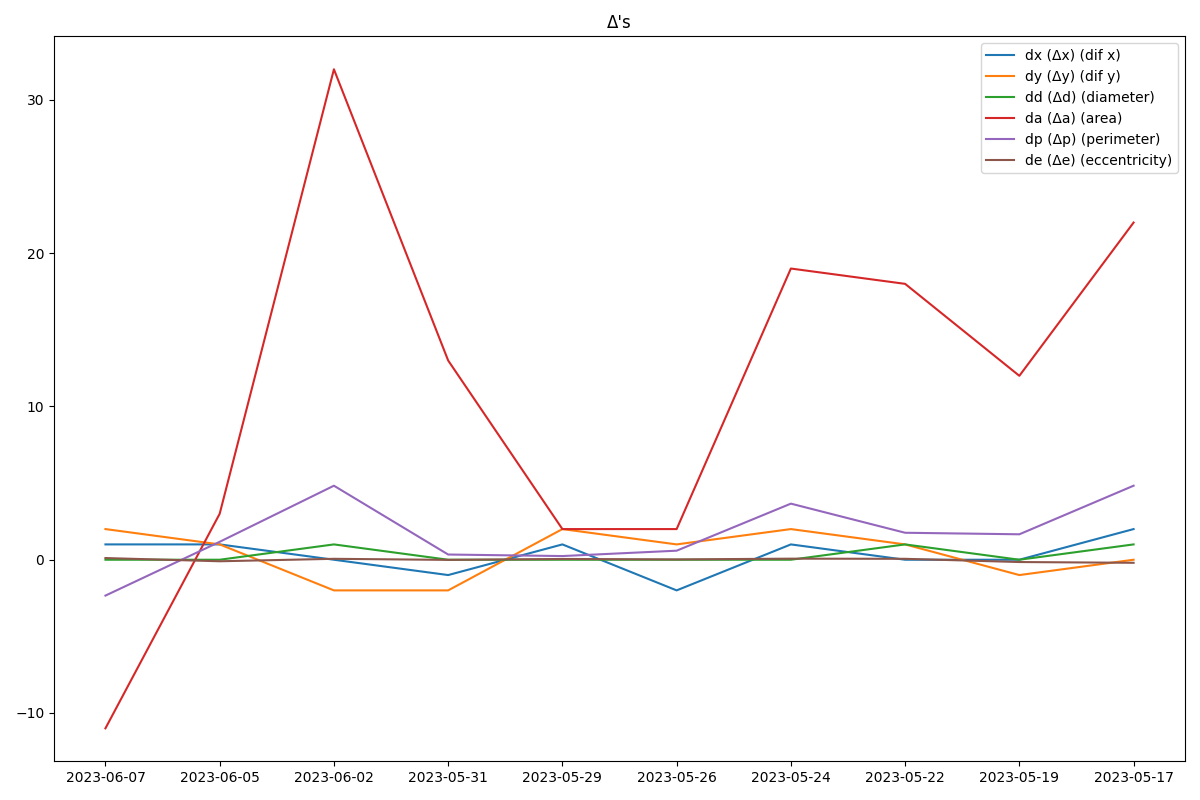 Δ's
dx (Δx) (dif x)
dy (Δy) (dif y)
dd (Δd) (diameter)
da (Δa) (area)
dp (Δp) (perimeter)
de (Δe) (eccentricity)
30
20
10
0
−10
2023-06-07 2023-06-05 2023-06-02 2023-05-31 2023-05-29 2023-05-26 2023-05-24 2023-05-22 2023-05-19 2023-05-17